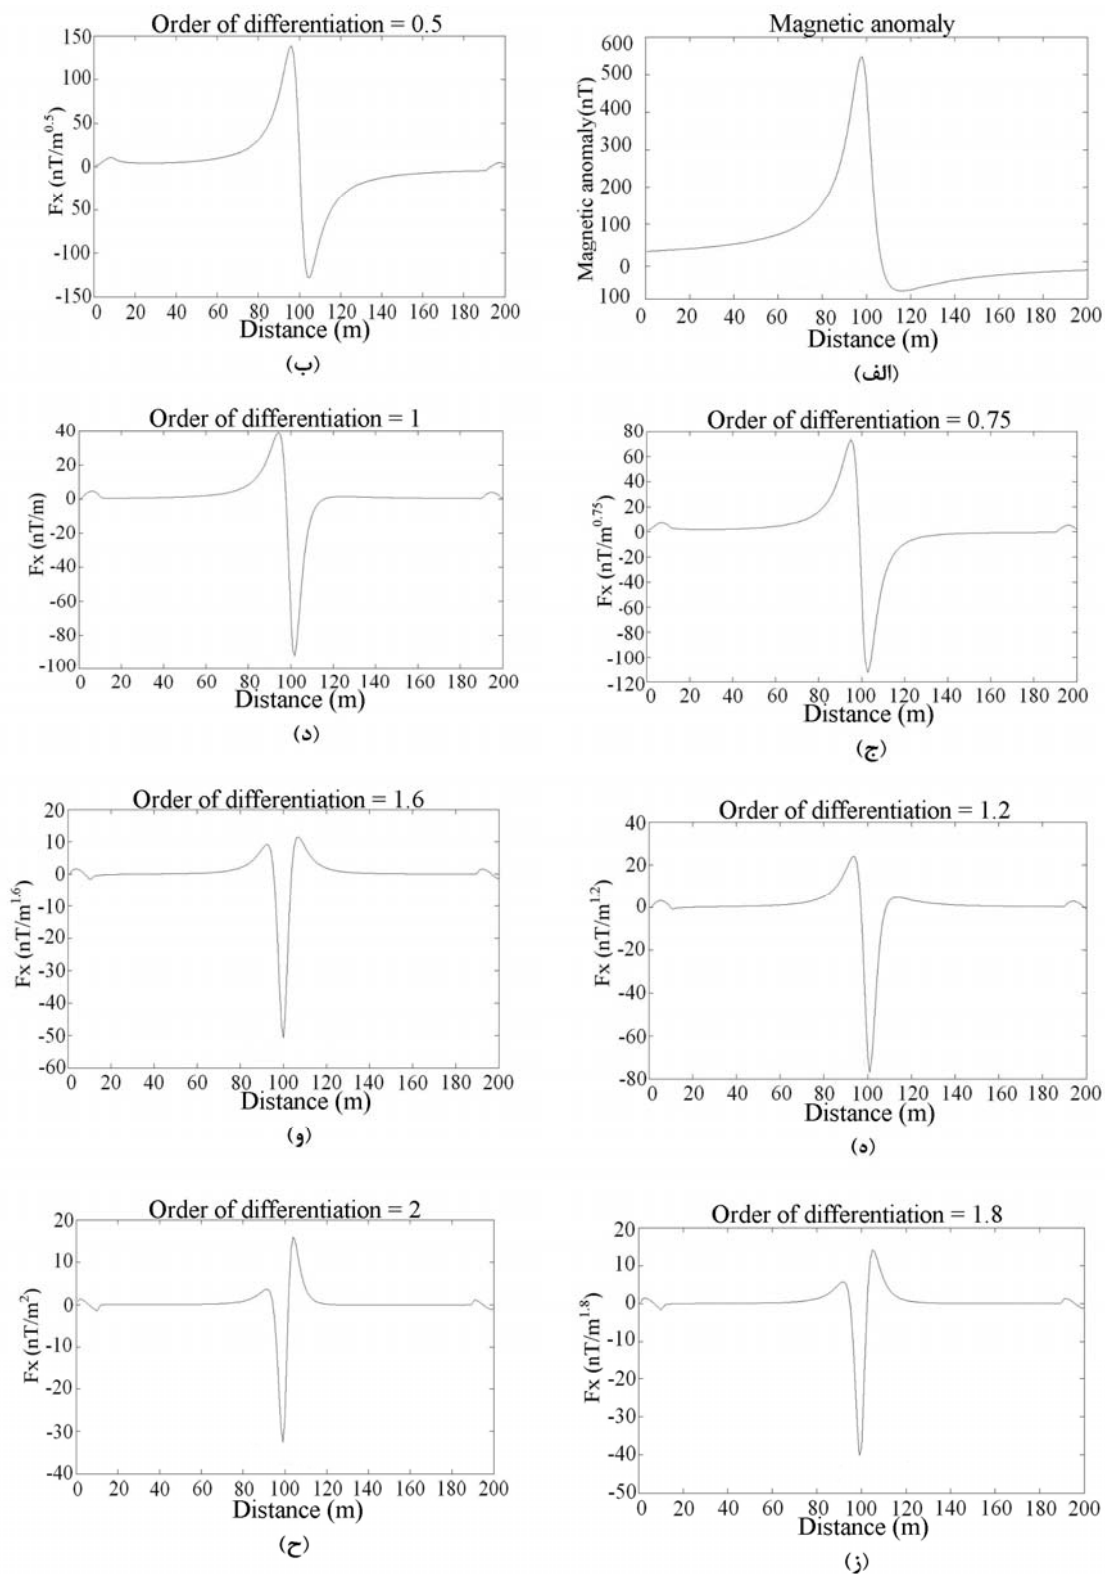 Magnetic anomaly
Magnetic anomaly(nT)
600
500
400
300
200
100
0
100
0 20 40 60 80 100 120 140 160 180 200
Distance (m)
(الف)
Order of differentiation = 0.5
Fx (nT/m^0.5)
150
100
50
0
-50
-100
-150
0 20 40 60 80 100 120 140 160 180 200
Distance (m)
(ب)
Order of differentiation = 0.75
Fx (nT/m^0.75)
80
60
40
20
0
-20
-40
-60
-80
-100
-120
0 20 40 60 80 100 120 140 160 180 200
Distance (m)
(ج)
Order of differentiation = 1
Fx (nT/m)
40
20
0
-20
-40
-60
-80
-100
0 20 40 60 80 100 120 140 160 180 200
Distance (m)
(د)
Order of differentiation = 1.2
Fx (nT/m^1.2)
40
20
0
-20
-40
-60
-80
0 20 40 60 80 100 120 140 160 180 200
Distance (m)
(ه)
Order of differentiation = 1.6
Fx (nT/m^1.6)
20
10
0
-10
-20
-30
-40
-50
-60
0 20 40 60 80 100 120 140 160 180 200
Distance (m)
(و)
Order of differentiation = 1.8
Fx (nT/m^1.8)
20
10
0
-10
-20
-30
-40
-50
0 20 40 60 80 100 120 140 160 180 200
Distance (m)
(ز)
Order of differentiation = 2
Fx (nT/m^2)
20
10
0
-10
-20
-30
-40
0 20 40 60 80 100 120 140 160 180 200
Distance (m)
(ح)